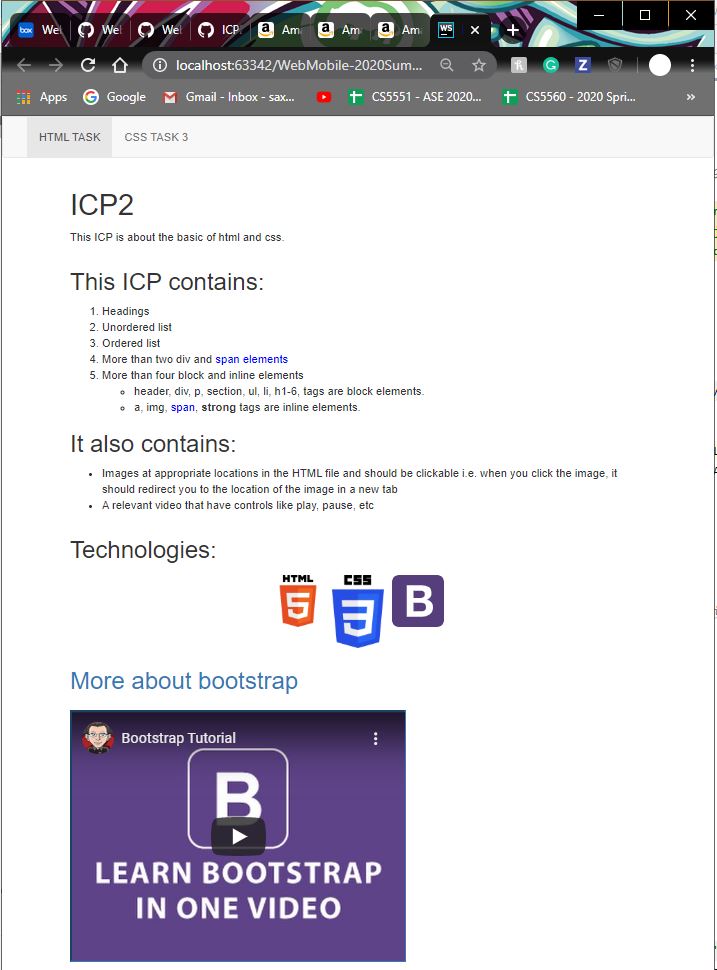 box Wel
Wel
Wel
ICP
Am
Am
Am
WS
localhost:63342/WebMobile-2020Sum...
Apps
Google
Gmail - Inbox - sax...
CS5551 - ASE 2020...
CS5560 - 2020 Spri...
»
HTML TASK
CSS TASK 3
ICP2
This ICP is about the basic of html and css.
This ICP contains:
1. Headings
2. Unordered list
3. Ordered list
4. More than two div and span elements
5. More than four block and inline elements
header, div, p, section, ul, li, h1-6, tags are block elements.
a, img, span, strong tags are inline elements.
It also contains:
Images at appropriate locations in the HTML file and should be clickable i.e. when you click the image, it
should redirect you to the location of the image in a new tab
A relevant video that have controls like play, pause, etc
Technologies:
HTML
5
CSS
3
B
More about bootstrap
Bootstrap Tutorial
B
LEARN BOOTSTRAP
IN ONE VIDEO